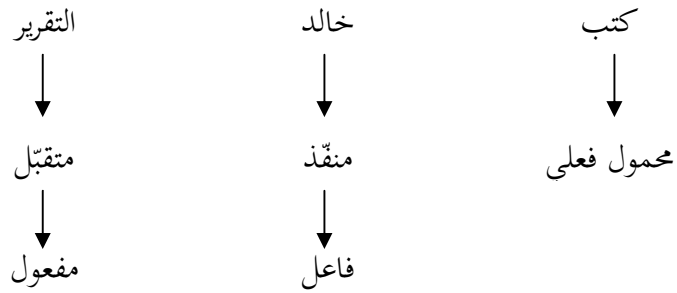 كتب خالد التقرير
محمول فعلي منفّذ متقبّل
فاعل مفعول